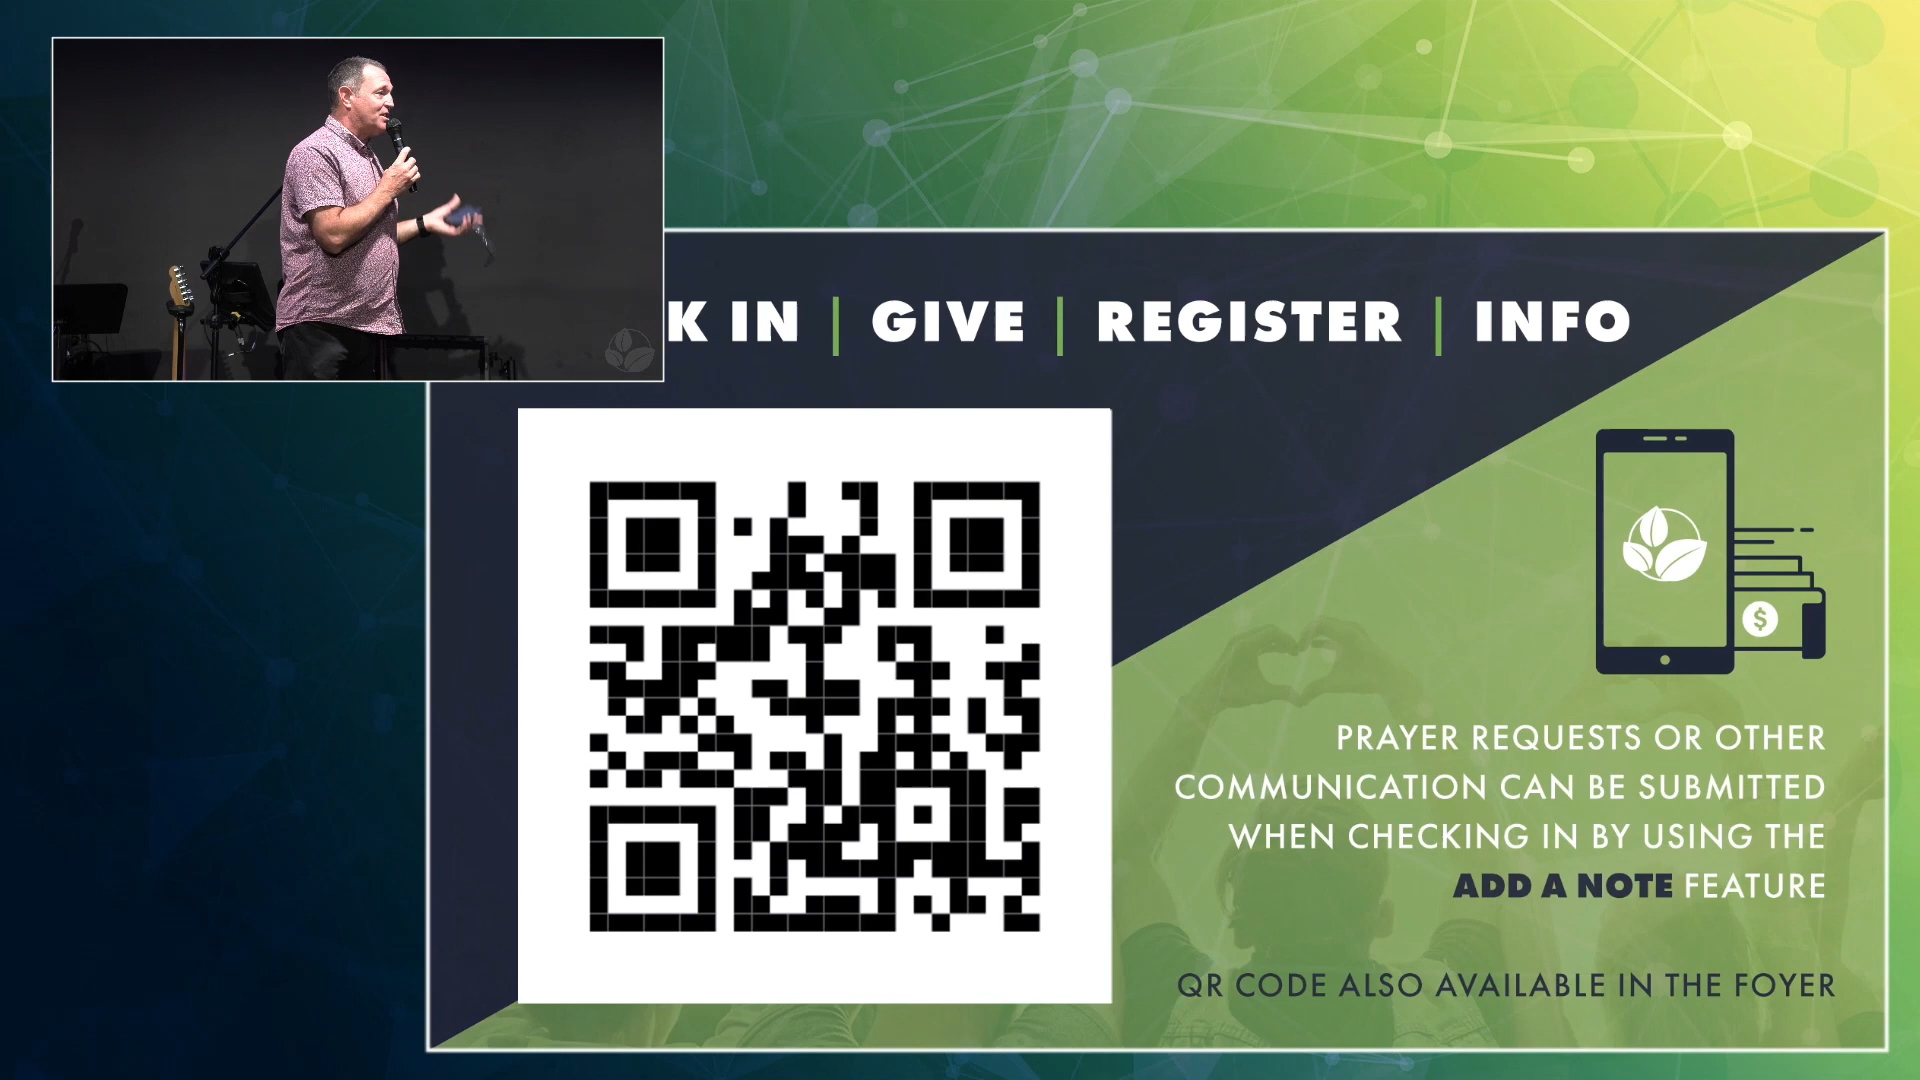 K IN | GIVE | REGISTER | INFO
$
PRAYER REQUESTS OR OTHER
COMMUNICATION CAN BE SUBMITTED
WHEN CHECKING IN BY USING THE
ADD A NOTE FEATURE
QR CODE ALSO AVAILABLE IN THE FOYER